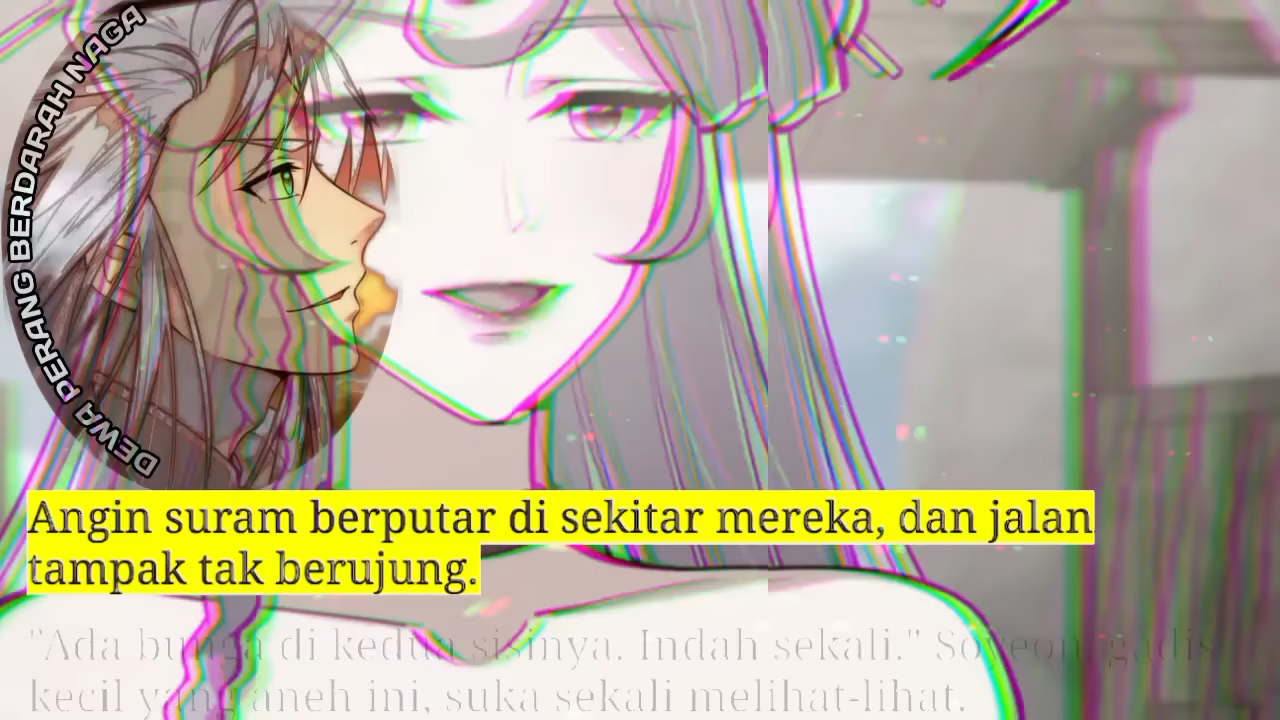 DEWA PERANG BERDARAH NAGA
Angin suram berputar di sekitar mereka, dan jalan
tampak tak berujung.
"Ada bunga di kedua sisinya. Indah sekali." Soyeon, gadis
kecil yang aneh ini, suka sekali melihat-lihat.